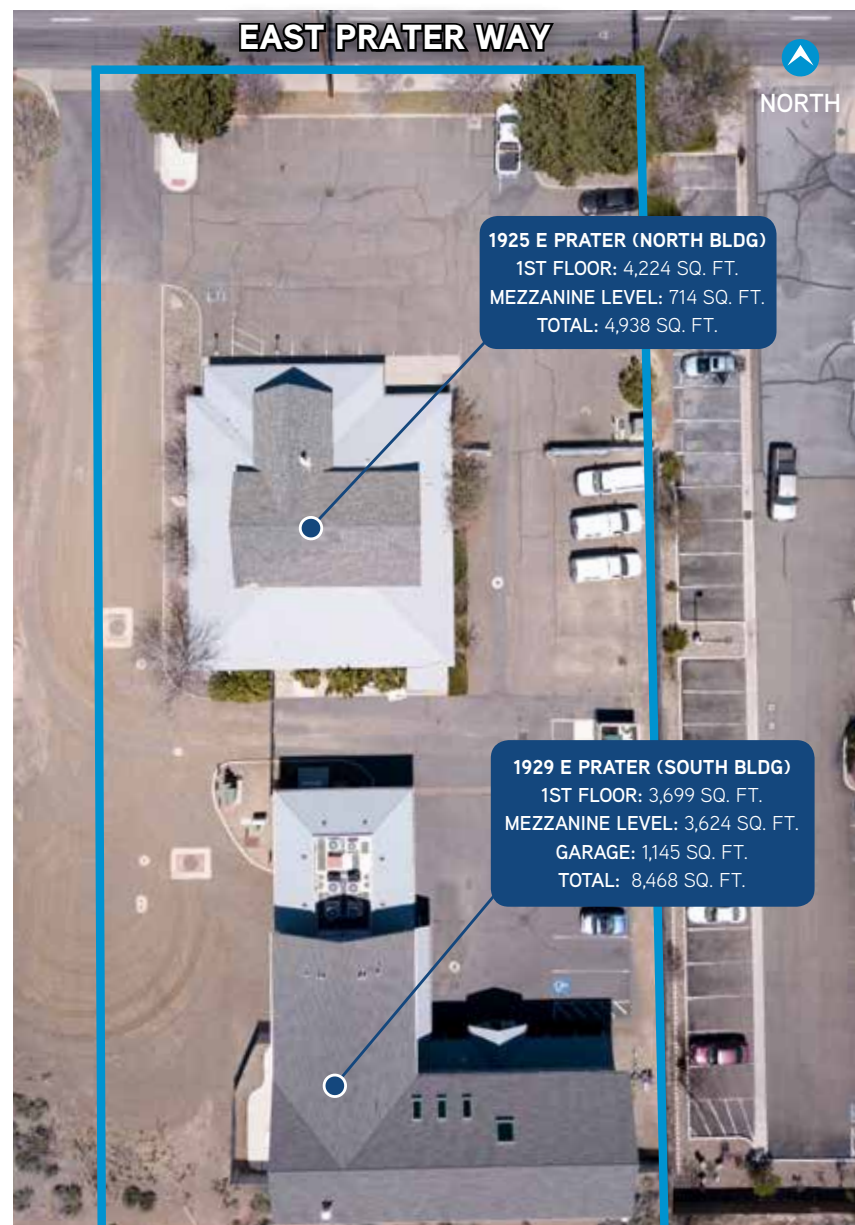 EAST PRATER WAY
NORTH
1925 E PRATER (NORTH BLDG)
1ST FLOOR: 4,224 SQ. FT.
MEZZANINE LEVEL: 714 SQ. FT.
TOTAL: 4,938 SQ. FT.
1929 E PRATER (SOUTH BLDG)
1ST FLOOR: 3,699 SQ. FT.
MEZZANINE LEVEL: 3,624 SQ. FT.
GARAGE: 1,145 SQ. FT.
TOTAL: 8,468 SQ. FT.